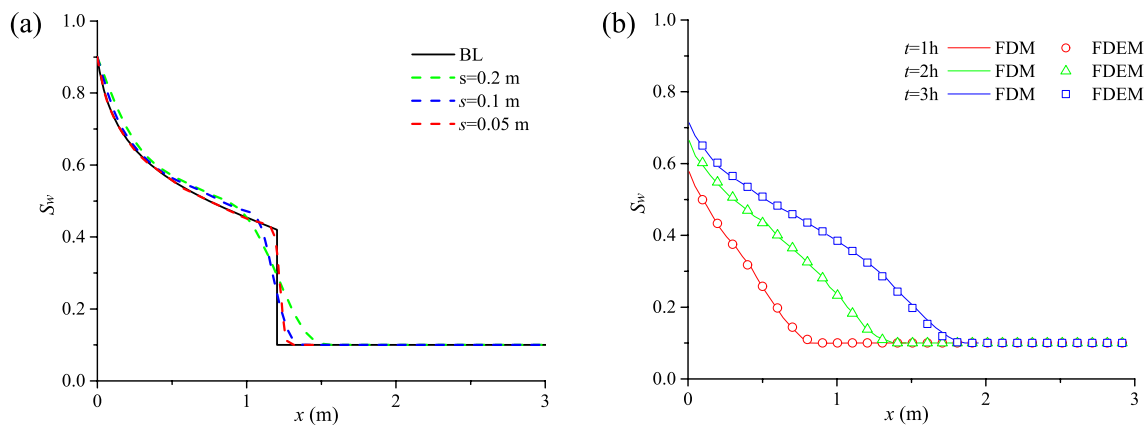 (a)
1.0
0.8
0.6
0.4
0.2
0.0
Sw
0
1
2
3
x (m)
BL
s=0.2 m
s=0.1 m
s=0.05 m
(b)
1.0
0.8
0.6
0.4
0.2
0.0
Sw
0
1
2
3
x (m)
t=1h FDM FDEM
t=2h FDM FDEM
t=3h FDM FDEM